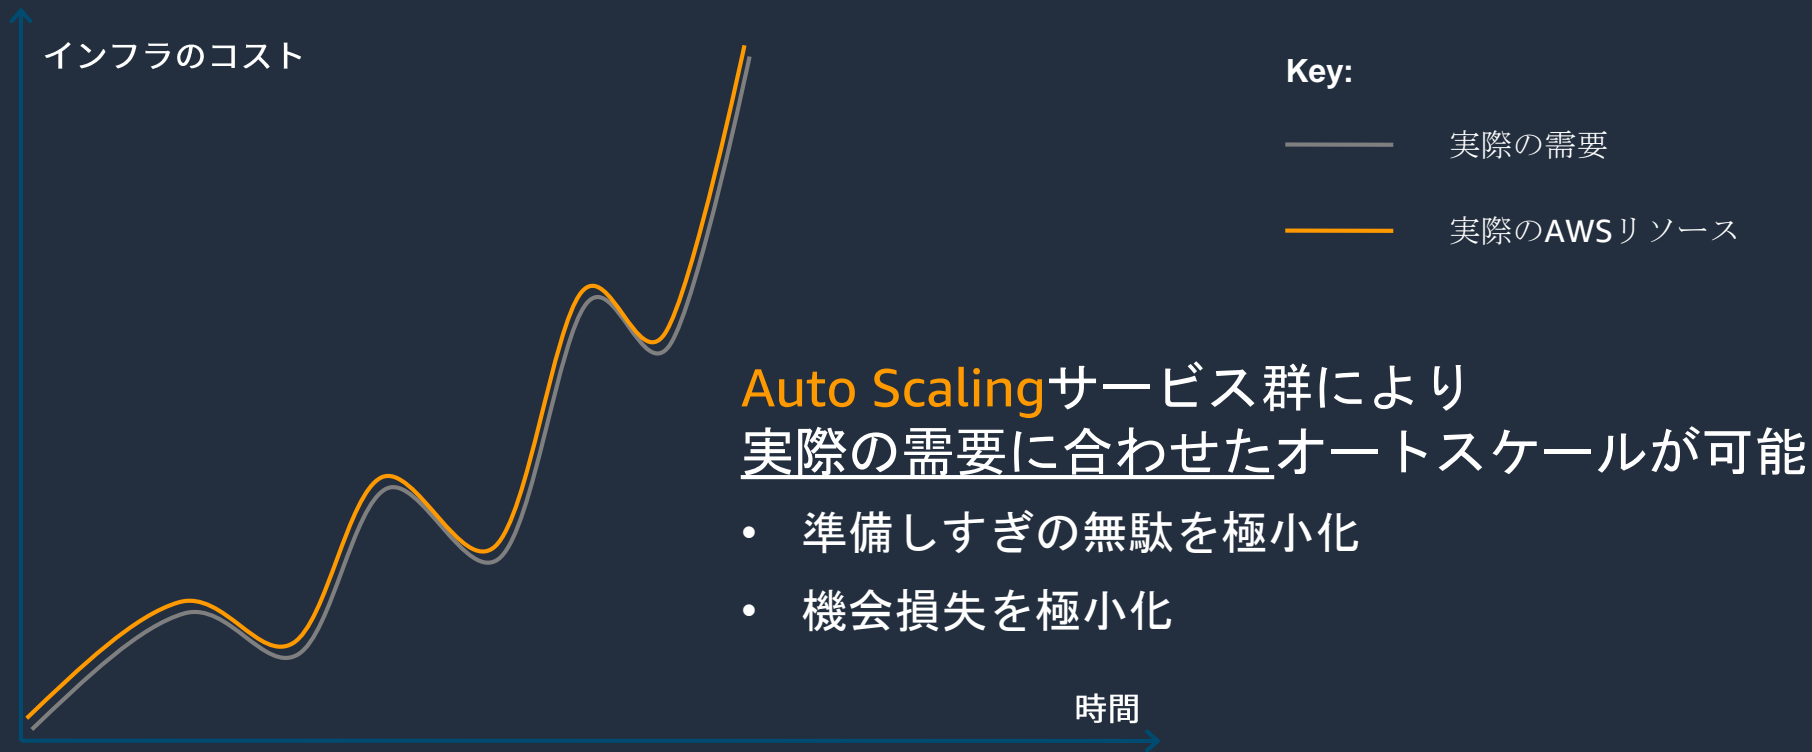 インフラのコスト
Key:
実際の需要
実際のAWSリソース
Auto Scalingサービス群により
実際の需要に合わせたオートスケールが可能
• 準備しすぎの無駄を極小化
• 機会損失を極小化
時間